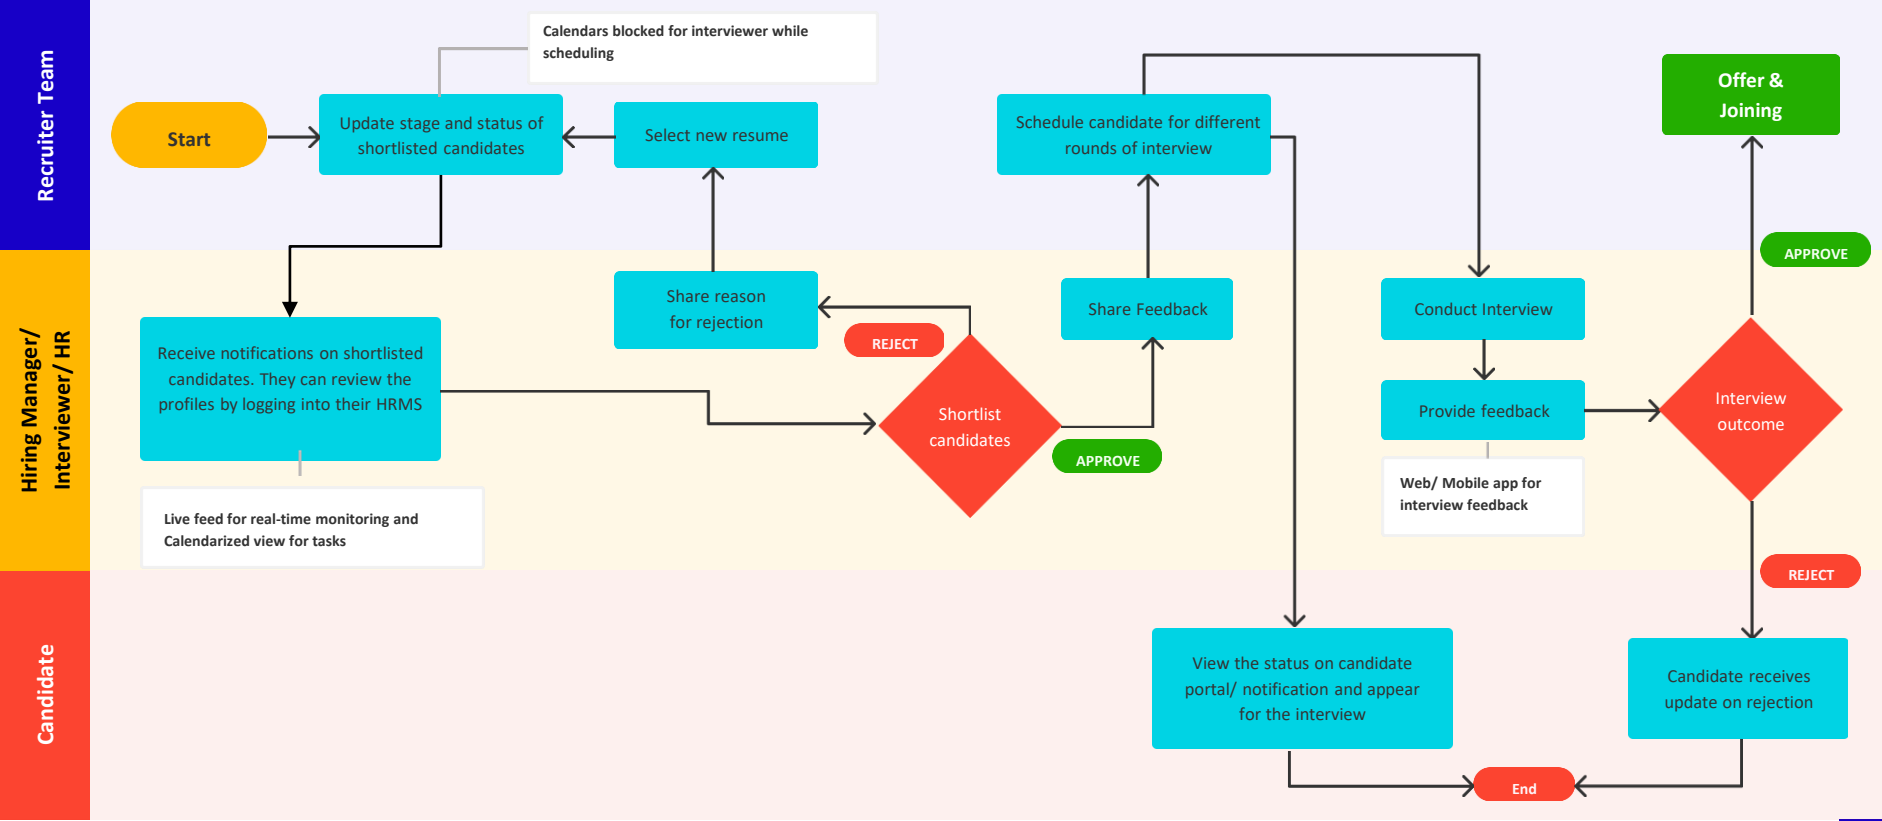 Recruiter Team
Calendars blocked for interviewer while
scheduling
Start
Update stage and status of
shortlisted candidates
Select new resume
Schedule candidate for different
rounds of interview
Offer &
Joining
APPROVE
Hiring Manager/
Interviewer/ HR
Receive notifications on shortlisted
candidates. They can review the
profiles by logging into their HRMS
Live feed for real-time monitoring and
Calendarized view for tasks
Share reason
for rejection
REJECT
Shortlist
candidates
APPROVE
Share Feedback
Conduct Interview
Provide feedback
Web/ Mobile app for
interview feedback
Interview
outcome
REJECT
Candidate
View the status on candidate
portal/ notification and appear
for the interview
Candidate receives
update on rejection
End